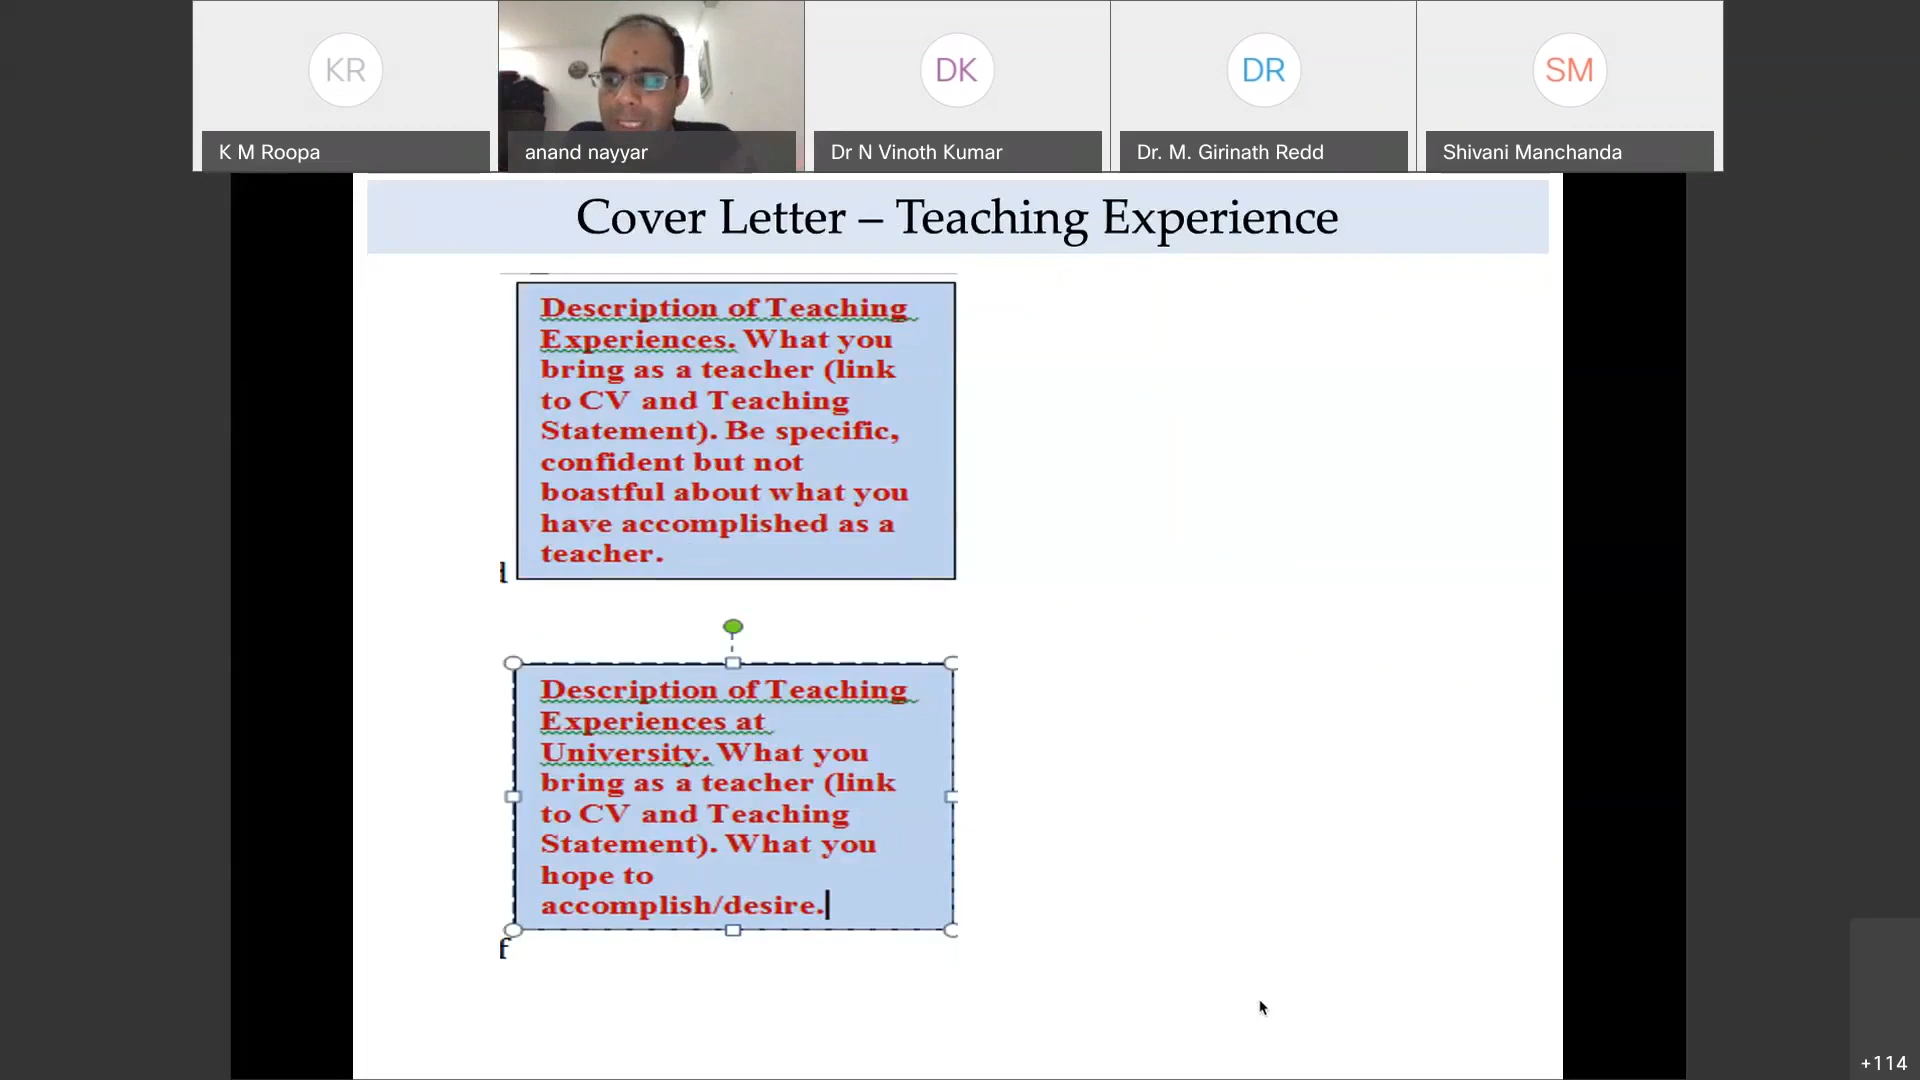 KR
DK
DR
SM
K M Roopa
anand nayyar
Dr N Vinoth Kumar
Dr. M. Girinath Redd
Shivani Manchanda
Cover Letter – Teaching Experience
Description of Teaching
Experiences. What you
bring as a teacher (link
to CV and Teaching
Statement). Be specific,
confident but not
boastful about what you
have accomplished as a
teacher.
Description of Teaching
Experiences at
University. What you
bring as a teacher (link
to CV and Teaching
Statement). What you
hope to
accomplish/desire.
f
+114